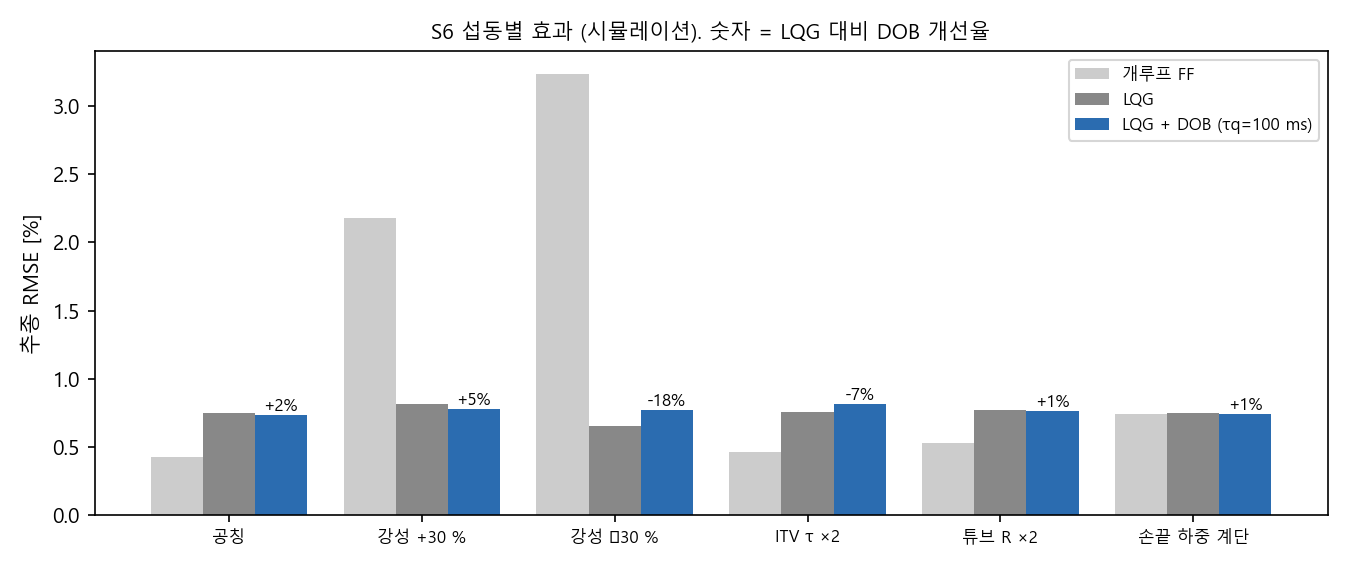 S6 섭동별 효과 (시뮬레이션). 숫자 = LQG 대비 DOB 개선율
개루프 FF
LQG
LQG + DOB (τq=100 ms)
추종 RMSE [%]
3.0
2.5
2.0
1.5
1.0
0.5
0.0
+2%
+5%
-18%
-7%
+1%
+1%
공칭
강성 +30 %
강성 □30 %
ITV τ ×2
튜브 R ×2
손끝 하중 계단